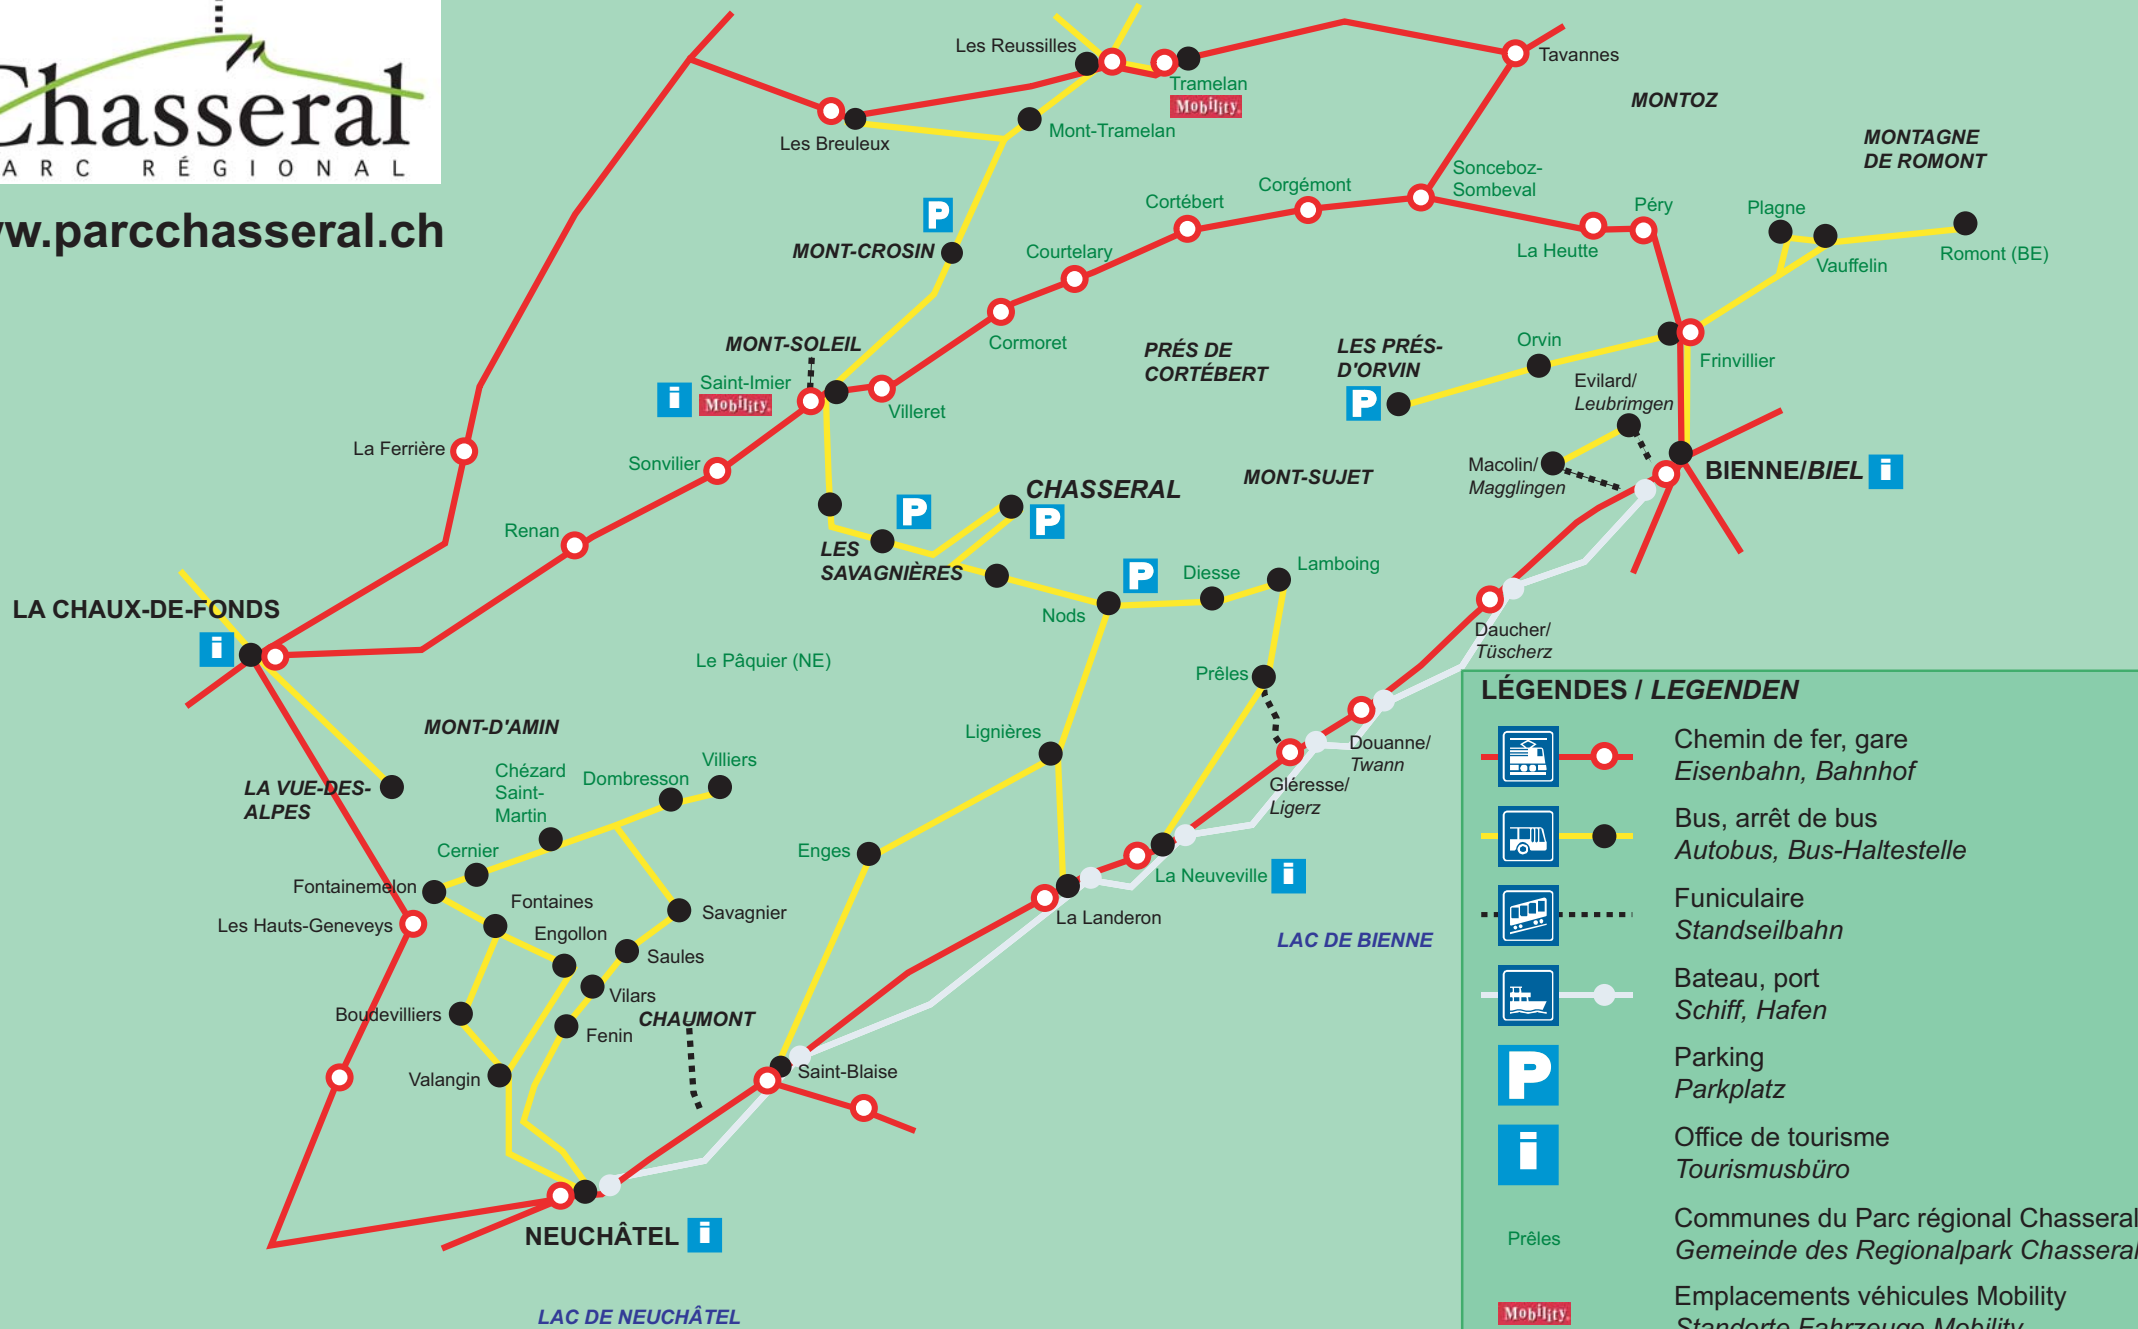 Chasseral
ARC RÉGIONAL
w.parcchasseral.ch
Les Reussilles
Tramelan
Mobility.
Tavannes
MONTOZ
MONTAGNE
DE ROMONT
Les Breuleux
Mont-Tramelan
Sonceboz-
Sombeval
Corgémont
Cortébert
Péry
Plagne
P
MONT-CROSIN
Courtelary
La Heutte
Vauffelin
Romont (BE)
MONT-SOLEIL
Cormoret
PRÉS DE
CORTÉBERT
LES PRÉS-
D'ORVIN
P
Orvin
Frinvillier
i
Saint-Imier
Mobility.
Villeret
Evilard/
Leubrimgen
La Ferrière
Sonvilier
Macolin/
Magglingen
BIENNE/BIEL
i
MONT-SUJET
CHASSERAL
P
P
Renan
LES
SAVAGNIÈRES
P
Nods
Diesse
Lamboing
LA CHAUX-DE-FONDS
i
Daucher/
Tüscherz
Le Pâquier (NE)
Prêles
MONT-D'AMIN
Lignières
Douanne/
Twann
Gléresse/
Ligerz
LA VUE-DES-
ALPES
Chézard
Saint-
Martin
Dombresson
Villiers
Cernier
Enges
Fontainemelon
Fontaines
La Neuveville
i
Les Hauts-Geneveys
Engollon
Savagnier
La Landeron
Saules
LAC DE BIENNE
Vilars
Boudevilliers
CHAUMONT
Fenin
Valangin
Saint-Blaise
NEUCHÂTEL
i
LAC DE NEUCHÂTEL
LÉGENDES / LEGENDEN
Chemin de fer, gare
Eisenbahn, Bahnhof
Bus, arrêt de bus
Autobus, Bus-Haltestelle
Funiculaire
Standseilbahn
Bateau, port
Schiff, Hafen
P
Parking
Parkplatz
i
Office de tourisme
Tourismusbüro
Prêles
Communes du Parc régional Chasseral
Gemeinde des Regionalpark Chasseral
Mobility.
Emplacements véhicules Mobility
Standorte Fahrzeuge Mobility